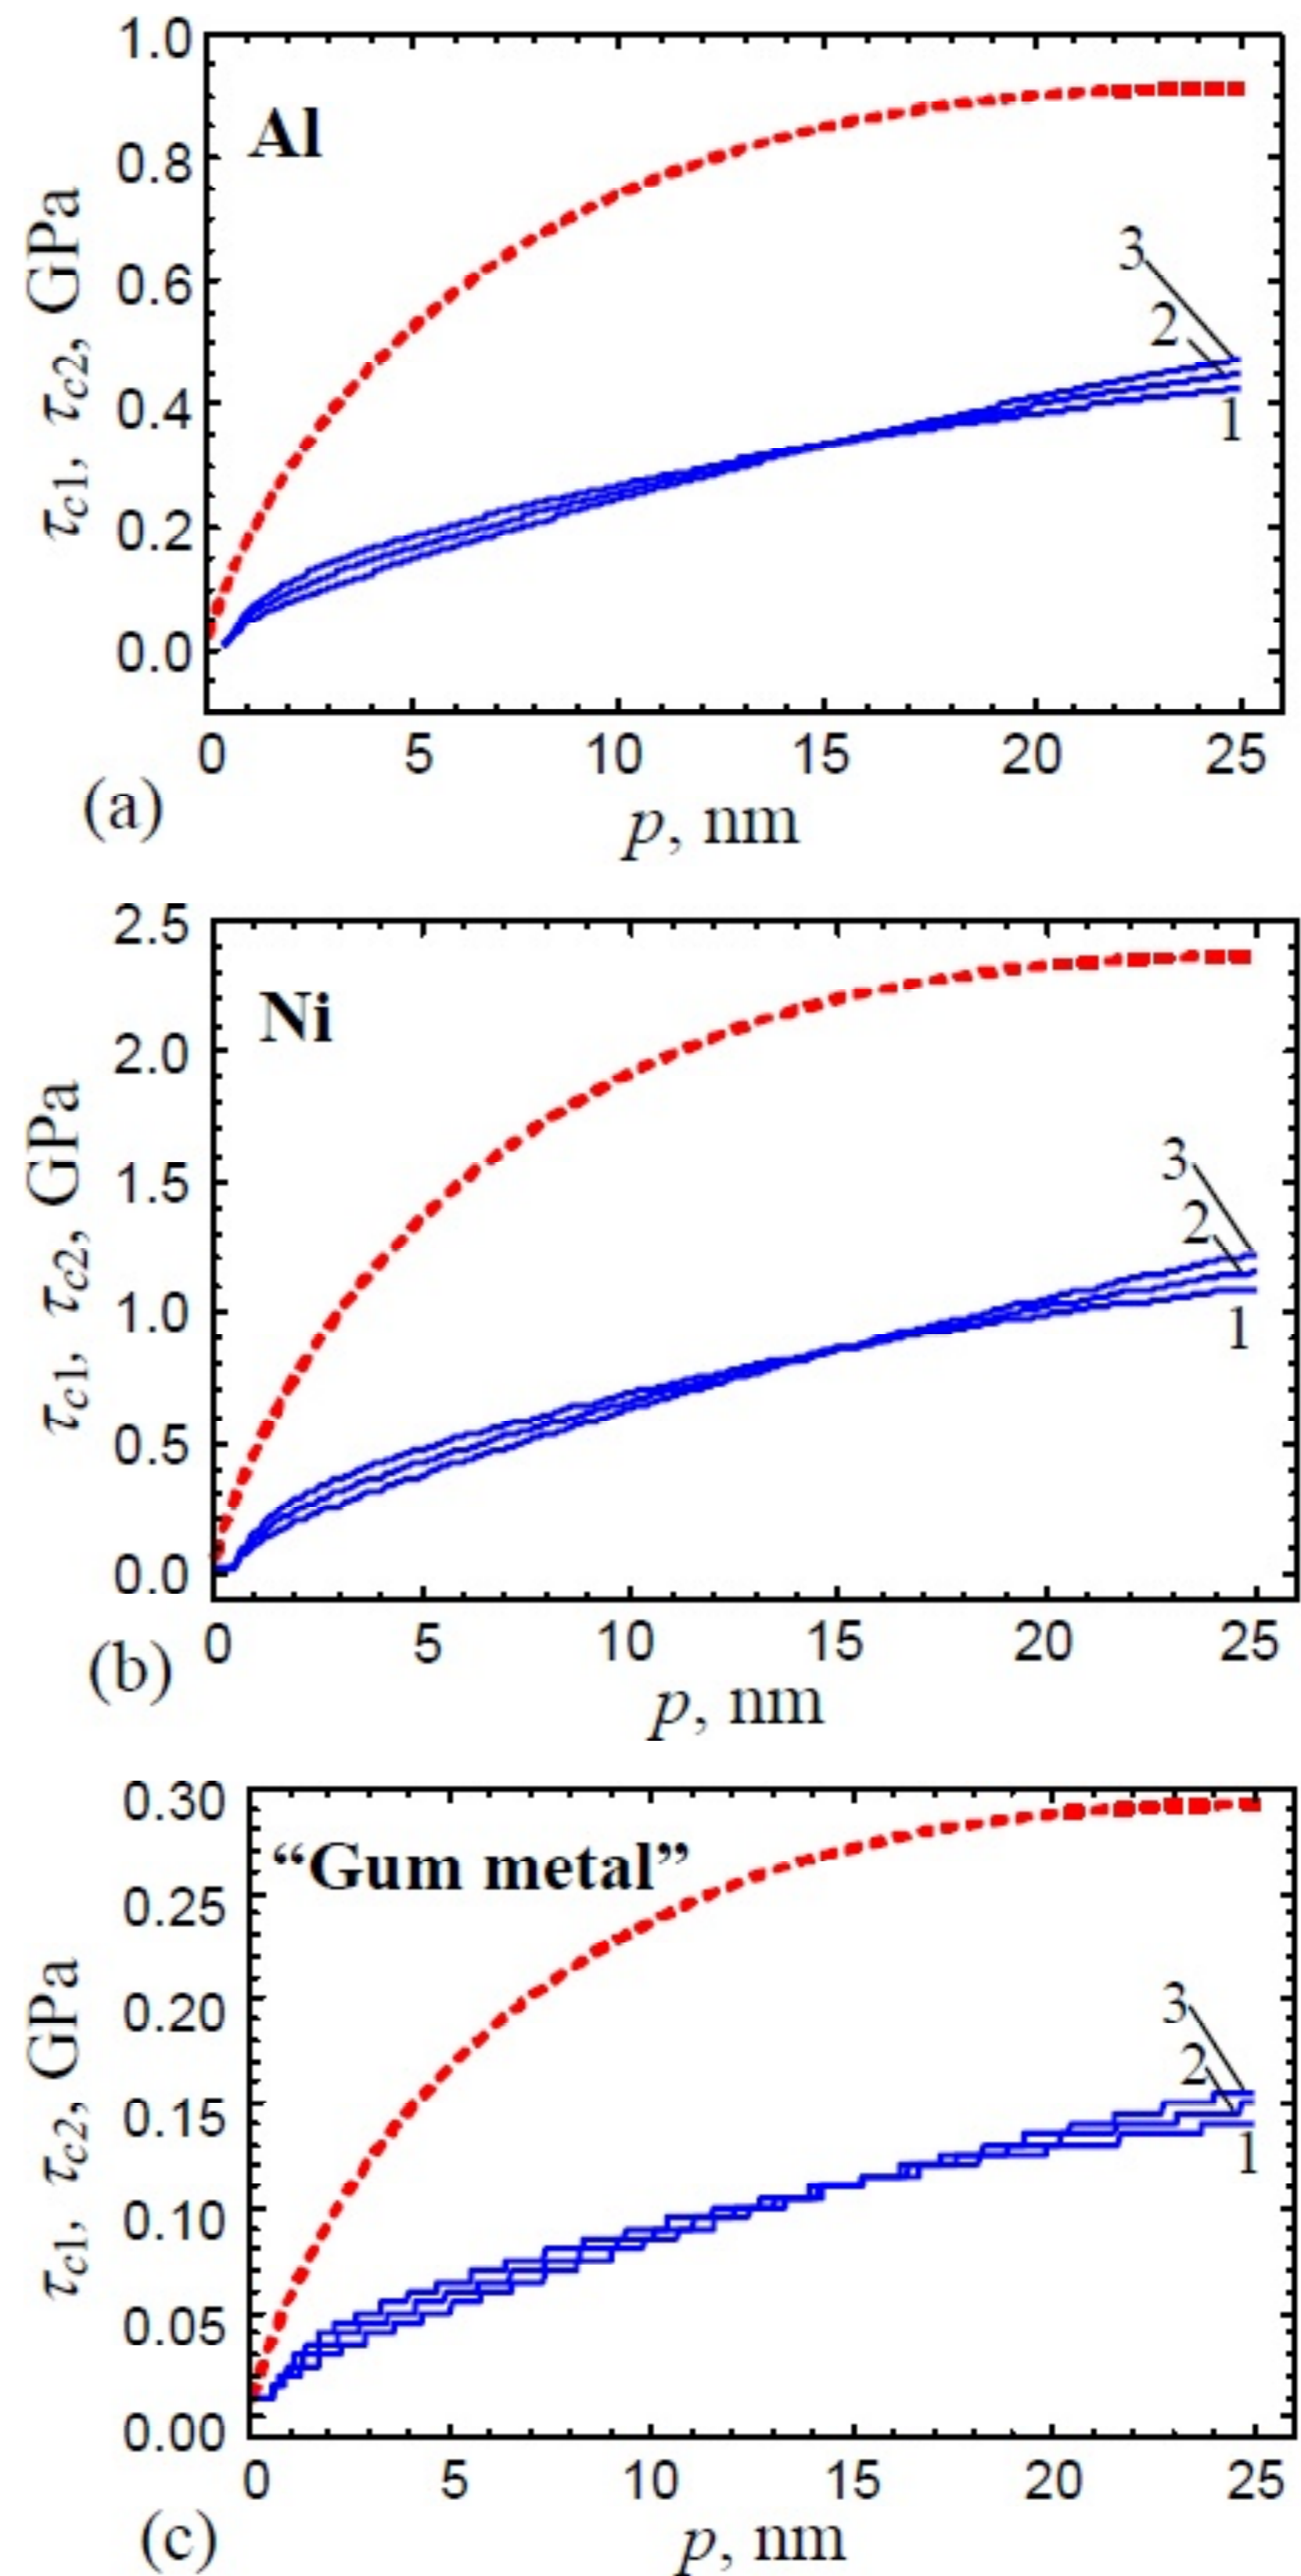 1.0
Al
0.8
0.6
3
2
0.4
1
0.2
0.0
τc1, τc2, GPa
0 5 10 15 20 25
(a)
p, nm
2.5
Ni
2.0
1.5
3
2
1.0
1
0.5
0.0
τc1, τc2, GPa
0 5 10 15 20 25
(b)
p, nm
0.30
“Gum metal”
0.25
0.20
3
2
0.15
1
0.10
0.05
0.00
τc1, τc2, GPa
0 5 10 15 20 25
(c)
p, nm